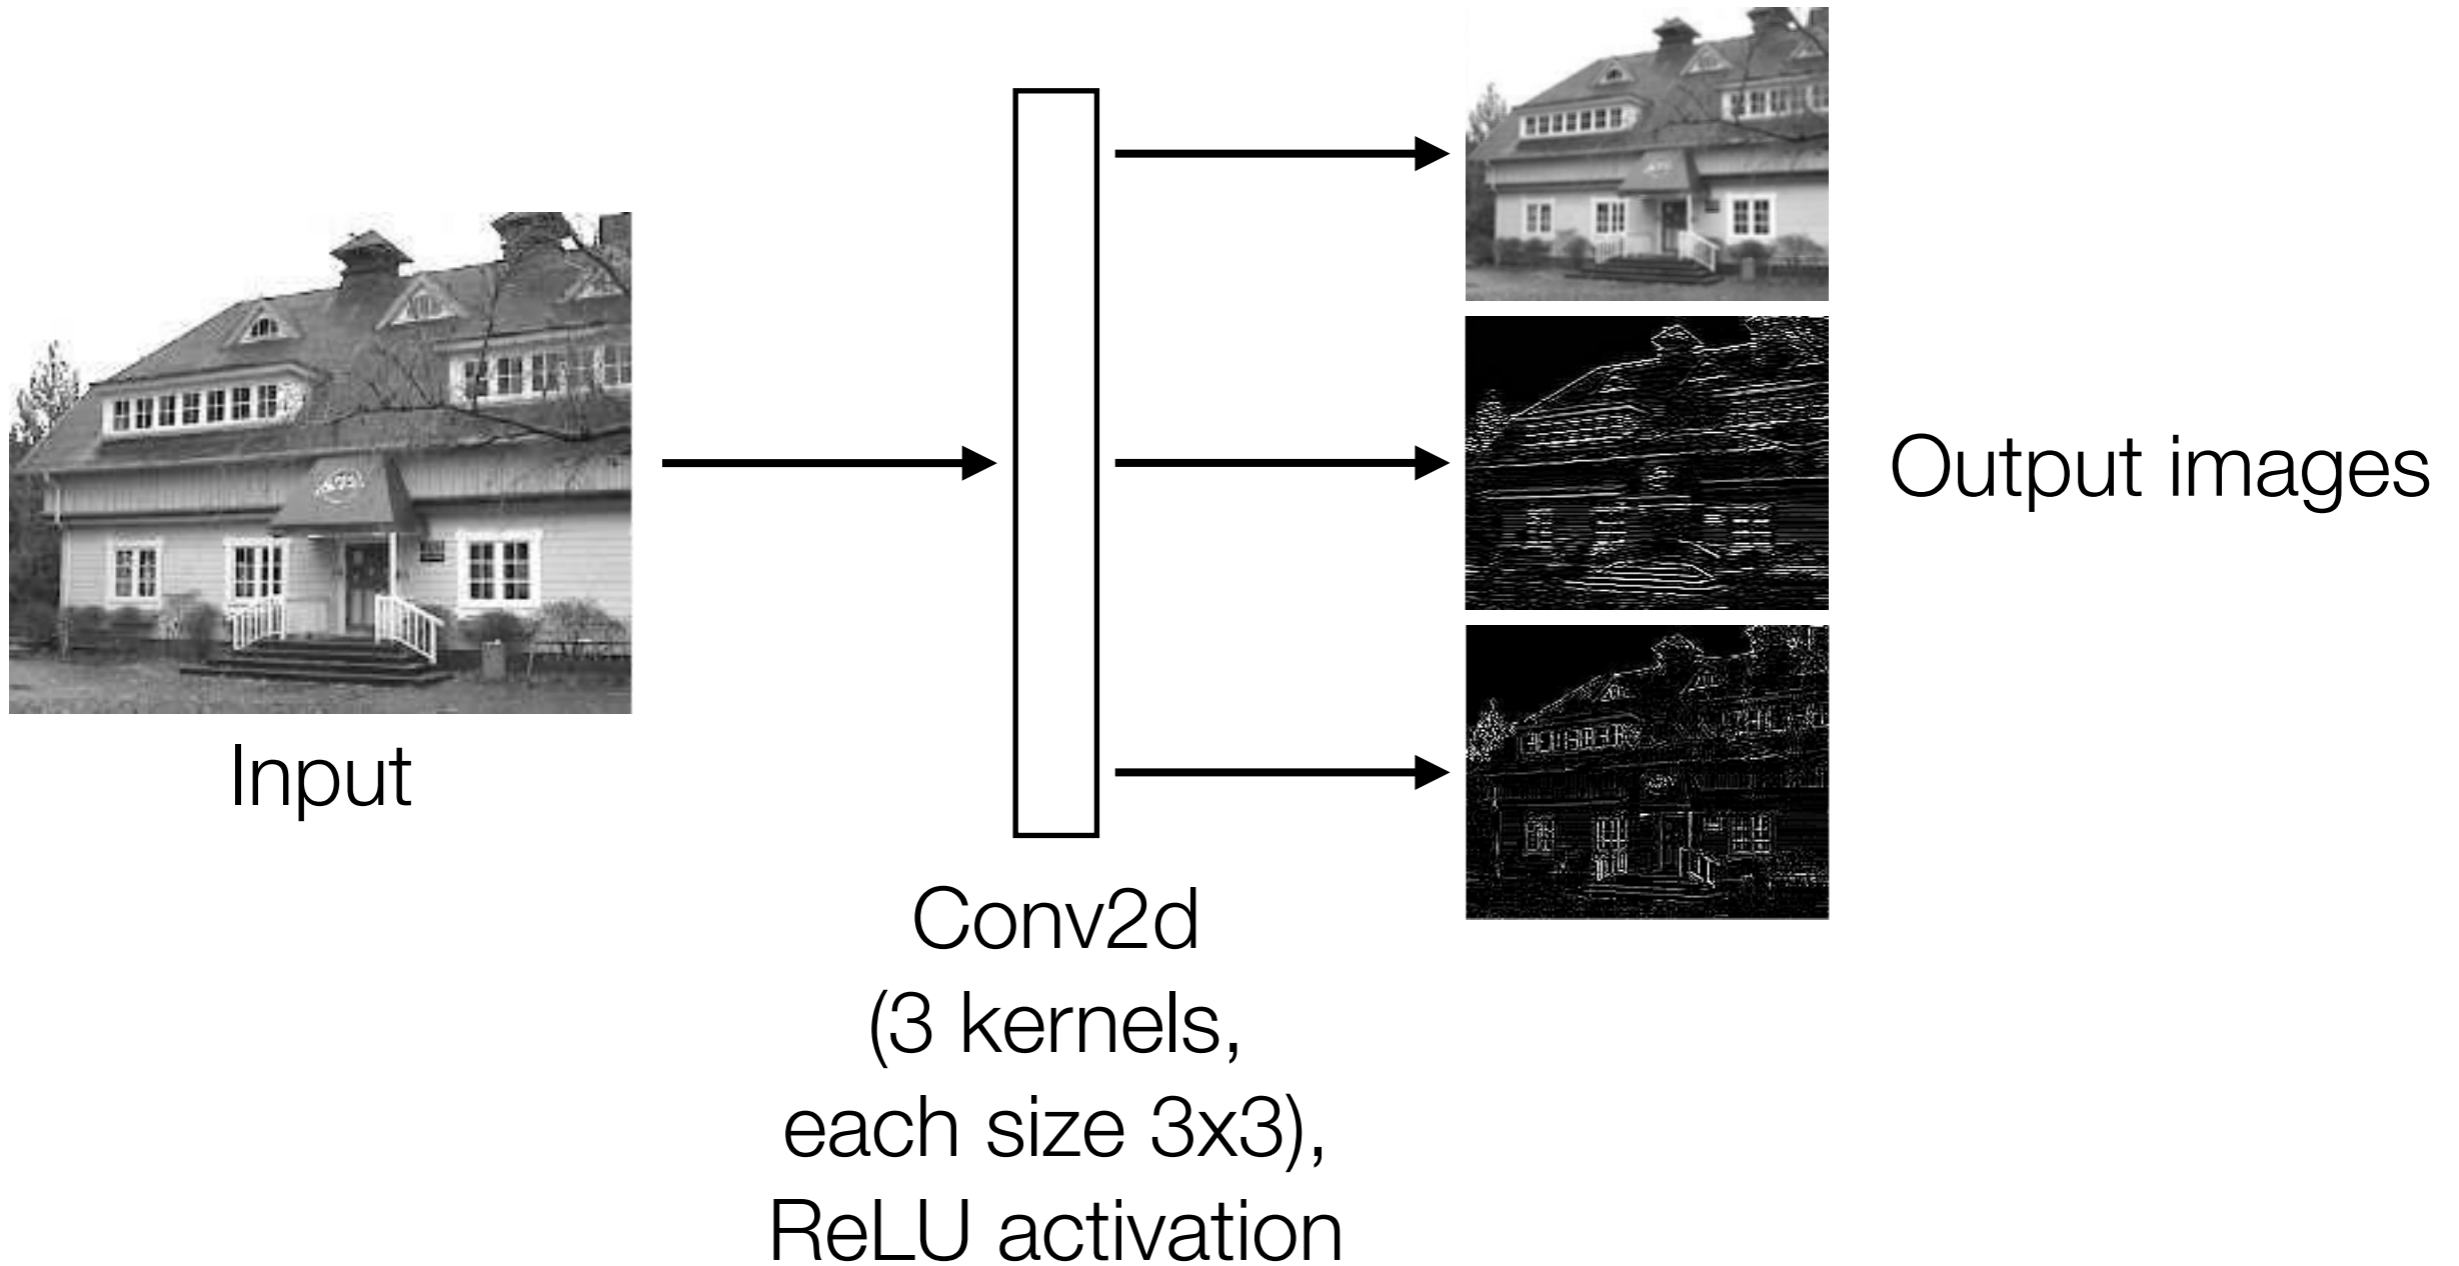 Input
Conv2d
(3 kernels,
each size 3x3),
ReLU activation
Output images